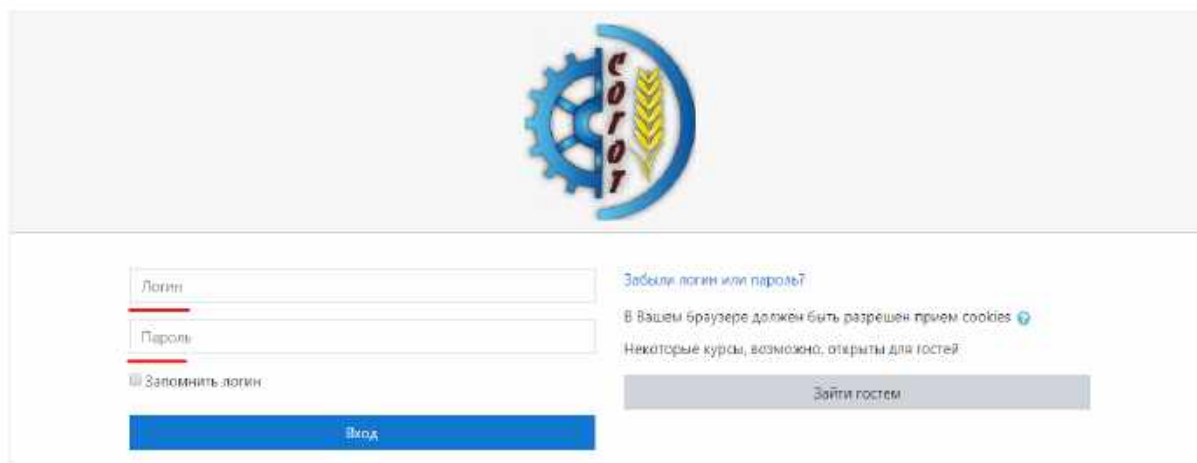 СОГОТ
Логин
Пароль
Запомнить логин
Вход
Забыли логин или пароль?
В Вашем браузере должен быть разрешен прием cookies
Некоторые курсы, возможно, открыты для гостей
Зайти гостем